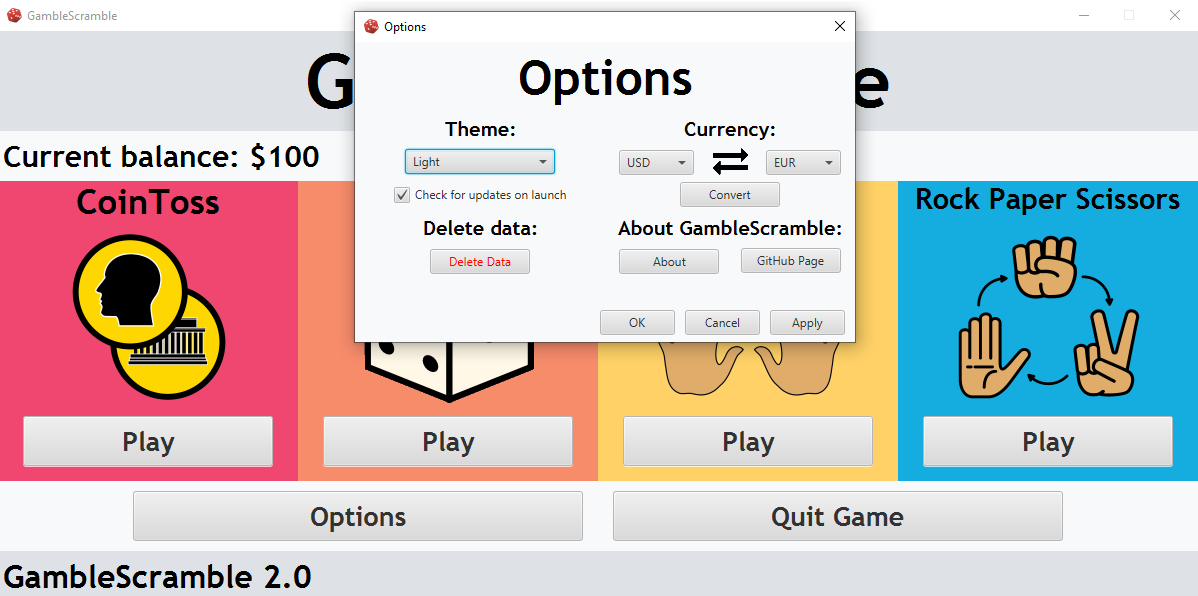 GambleScramble
Options
G
e
Options
Theme:
Currency:
Light
USD
EUR
Check for updates on launch
Convert
Delete data:
About GambleScramble:
Delete Data
About
GitHub Page
OK
Cancel
Apply
Current balance: $100
CoinToss
Rock Paper Scissors
Play
Play
Play
Play
Options
Quit Game
GambleScramble 2.0